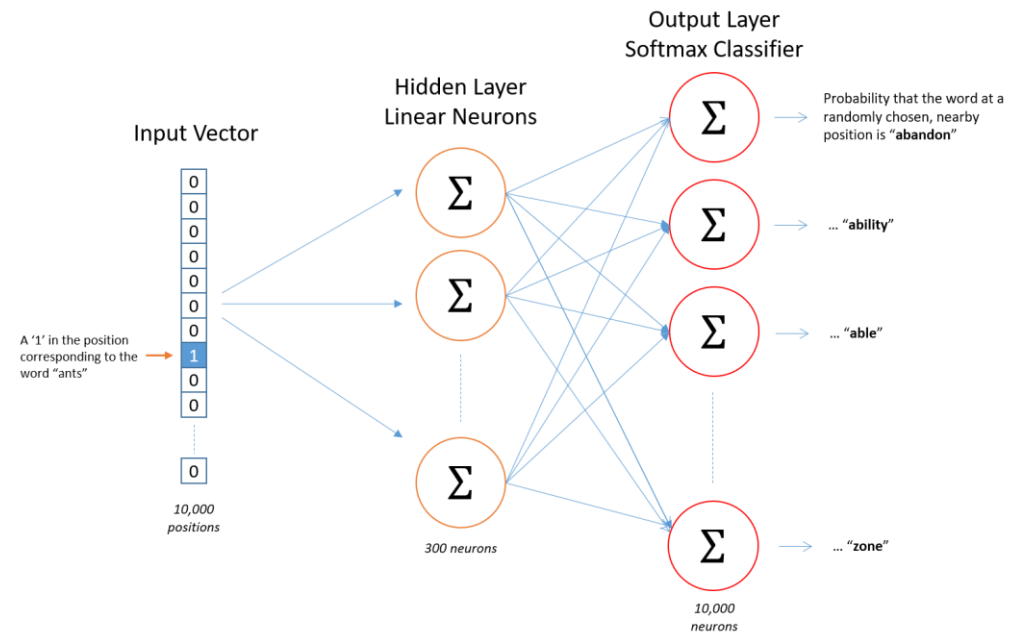 Output Layer
Softmax Classifier
Hidden Layer
Linear Neurons
Input Vector
0
0
0
0
0
0
0
1
0
0
0
A ‘1’ in the position
corresponding to the
word “ants”
10,000
positions
Σ
Σ
Σ
300 neurons
Σ
Σ
Σ
Σ
10,000
neurons
Probability that the word at a
randomly chosen, nearby
position is “abandon”
... “ability”
... “able”
... “zone”